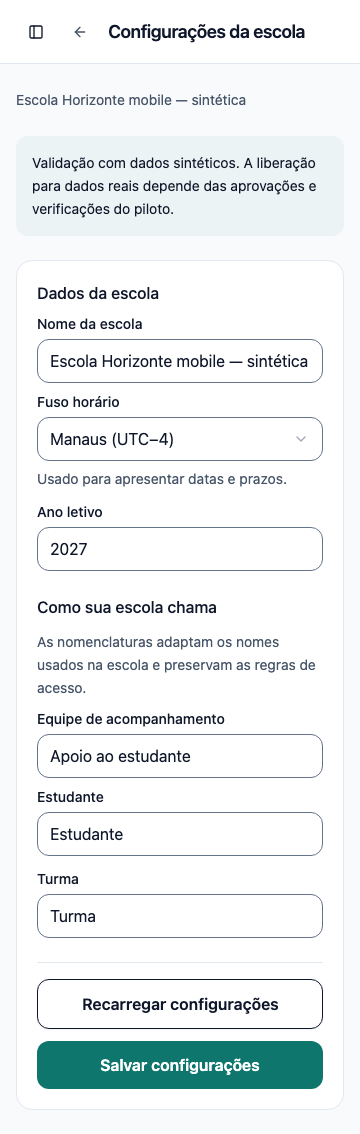 Configurações da escola
Escola Horizonte mobile — sintética
Validação com dados sintéticos. A liberação
para dados reais depende das aprovações e
verificações do piloto.
Dados da escola
Nome da escola
Escola Horizonte mobile — sintética
Fuso horário
Manaus (UTC−4)
Usado para apresentar datas e prazos.
Ano letivo
2027
Como sua escola chama
As nomenclaturas adaptam os nomes
usados na escola e preservam as regras de
acesso.
Equipe de acompanhamento
Apoio ao estudante
Estudante
Estudante
Turma
Turma
Recarregar configurações
Salvar configurações